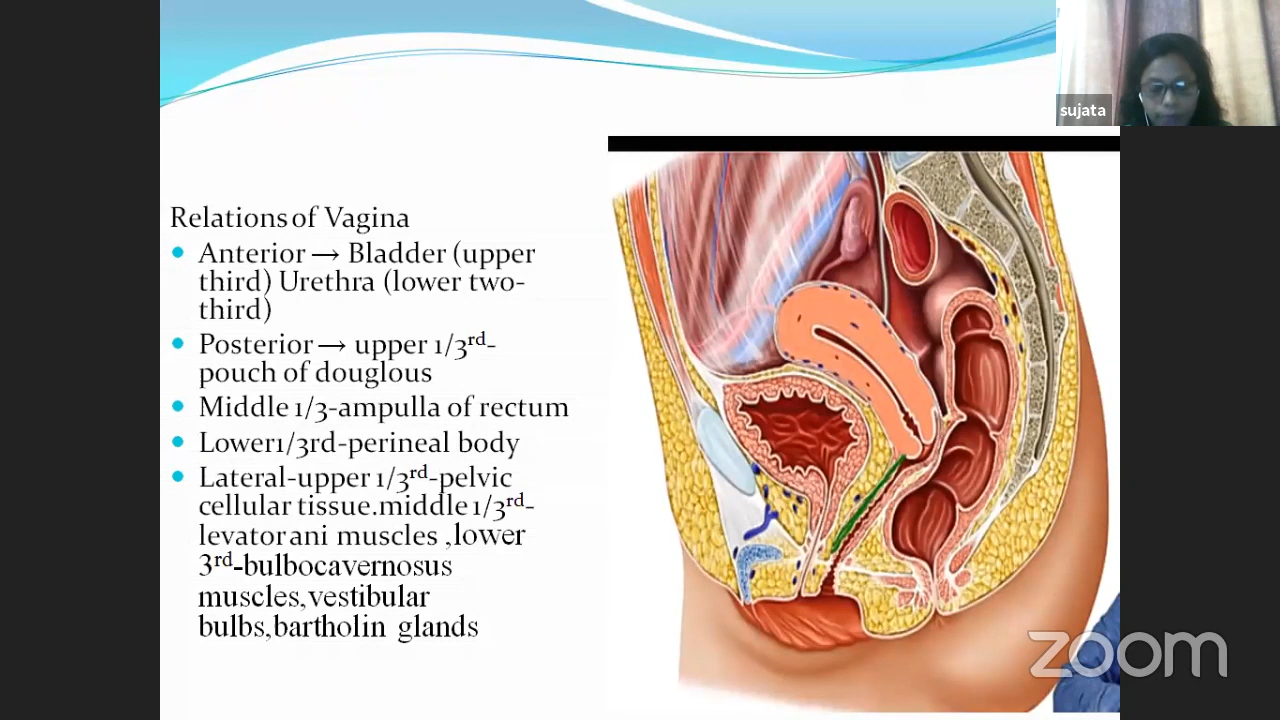 sujata
Relations of Vagina
Anterior → Bladder (upper
third) Urethra (lower two-
third)
Posterior → upper 1/3rd-
pouch of douglous
Middle 1/3-ampulla of rectum
Lower1/3rd-perineal body
Lateral-upper 1/3rd-pelvic
cellular tissue.middle 1/3rd-
levator ani muscles ,lower
3rd-bulbocavernosus
muscles,vestibular
bulbs,bartholin glands
zoom